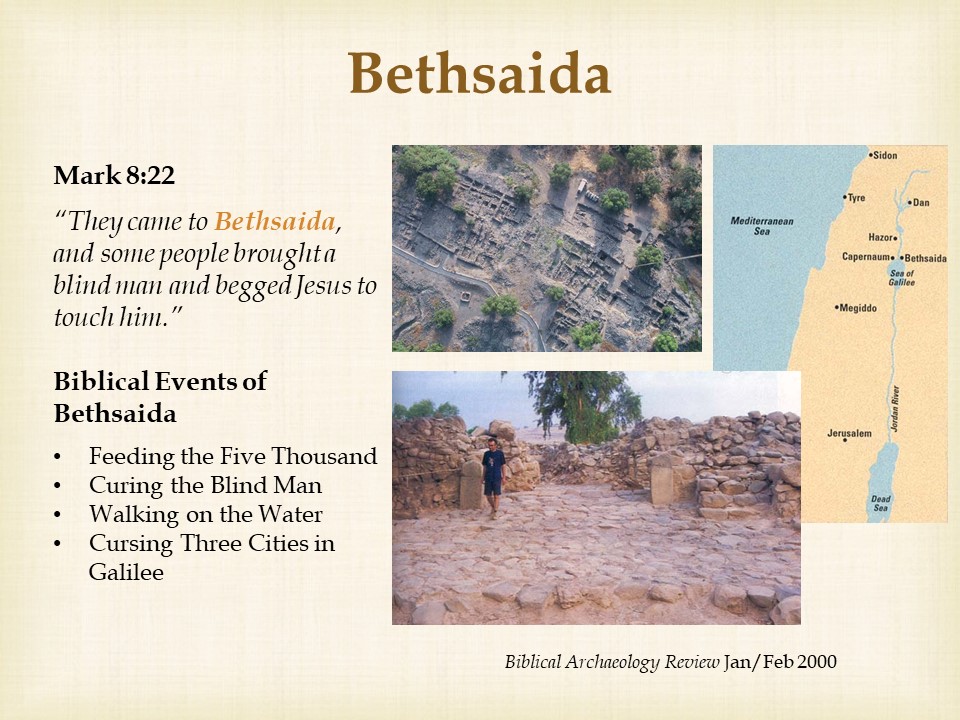 Bethsaida
Mark 8:22
“They came to Bethsaida,
and some people brought a
blind man and begged Jesus to
touch him.”
Biblical Events of
Bethsaida
• Feeding the Five Thousand
• Curing the Blind Man
• Walking on the Water
• Cursing Three Cities in
Galilee
Sidon
Tyre
Dan
Mediterranean
Sea
Hazor
Capernaum
Bethsaida
Sea of
Galilee
Megiddo
Jordan River
Jerusalem
Dead
Sea
Biblical Archaeology Review Jan/Feb 2000